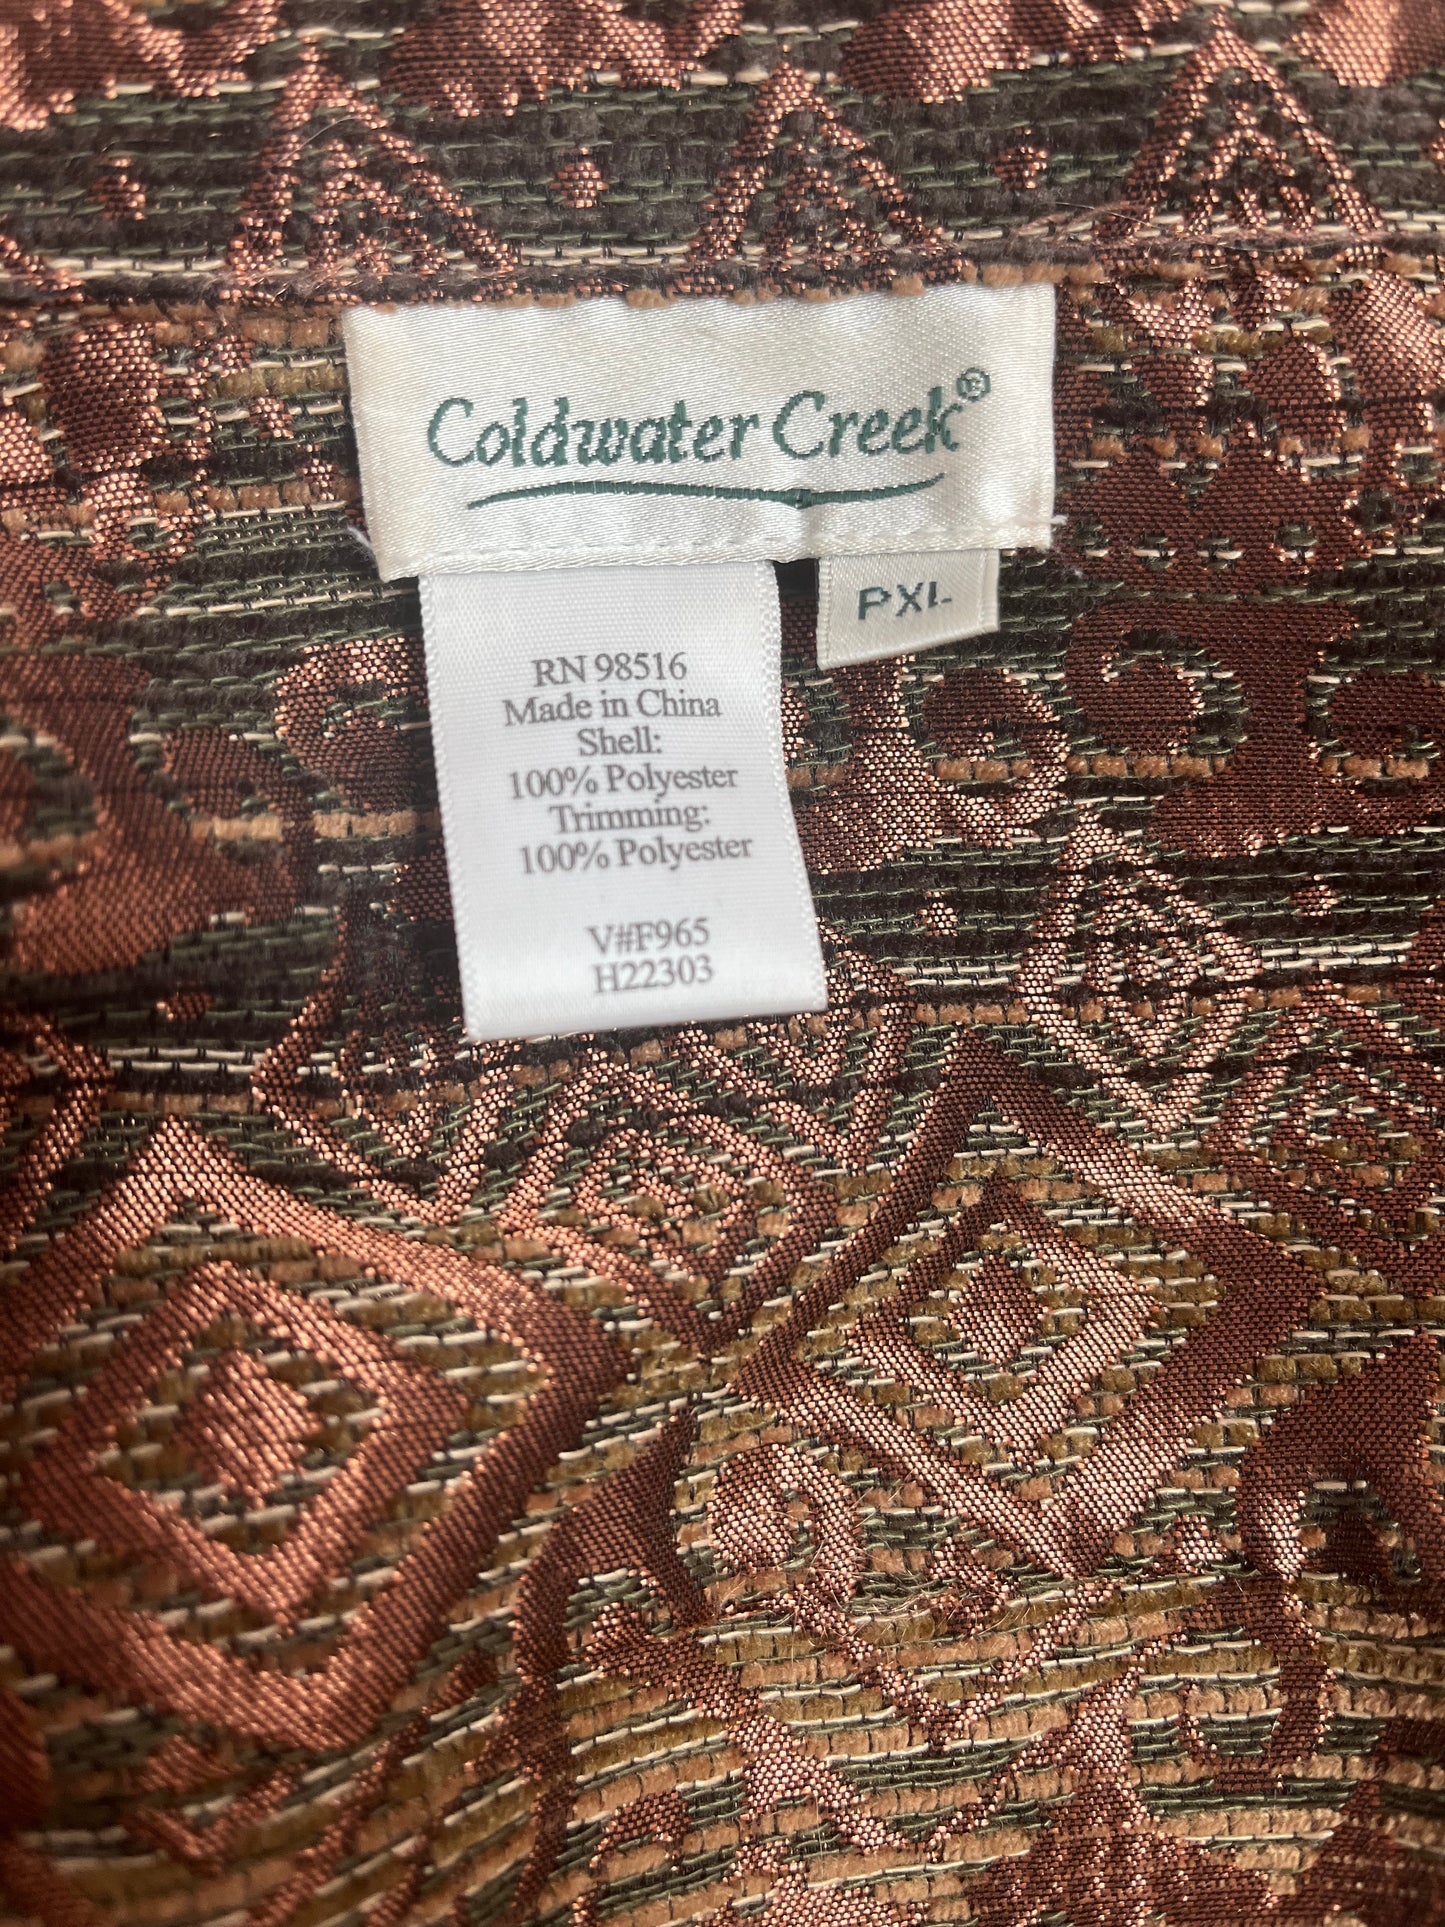 Coldwater Creek®
PXL
RN 98516
Made in China
Shell:
100% Polyester
Trimming:
100% Polyester
V#F965
H22303